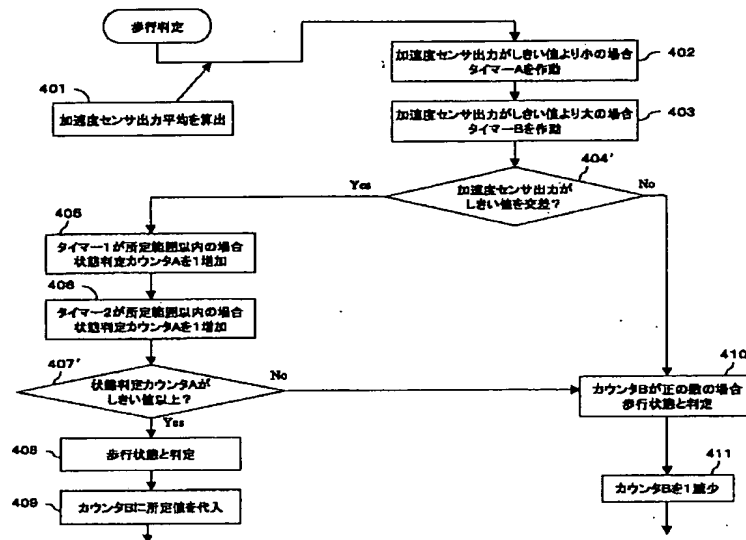 歩行判定
401
加速度センサ出力平均を算出
加速度センサ出力がしきい値より小の場合
タイマーAを作動
402
加速度センサ出力がしきい値より大の場合
タイマーBを作動
403
404'
加速度センサ出力が
しきい値を交差?
Yes
No
405
タイマー1が所定範囲以内の場合
状態判定カウンタAを1増加
406
タイマー2が所定範囲以内の場合
状態判定カウンタAを1増加
407'
状態判定カウンタAが
しきい値以上?
No
Yes
408
歩行状態と判定
409
カウンタBに所定値を代入
410
カウンタBが正の数の場合
歩行状態と判定
411
カウンタBを1減少